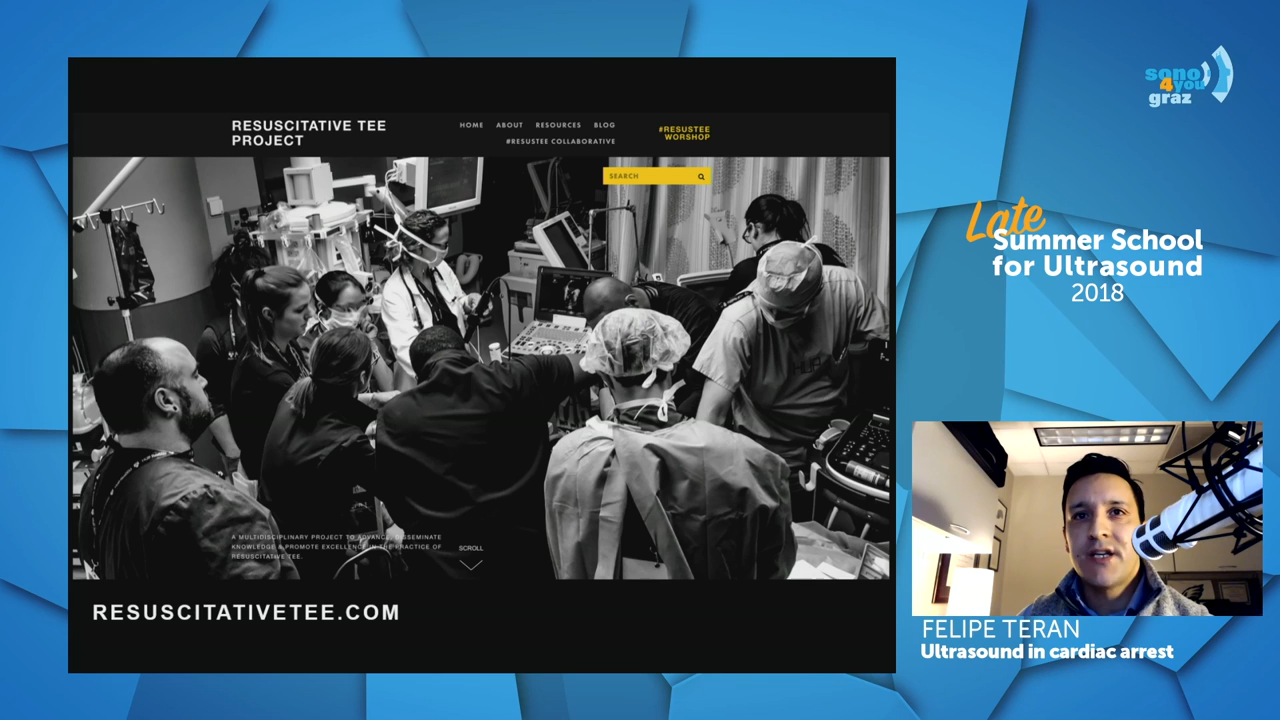 RESUSCITATIVE TEE
PROJECT
HOME ABOUT RESOURCES BLOG
#RESUSTEE COLLABORATIVE
#RESUSTEE
WORSHOP
SEARCH
A MULTIDISCIPLINARY PROJECT TO ADVANCE, DISSEMINATE
KNOWLEDGE & PROMOTE EXCELLENCE IN THE PRACTICE OF
RESUSCITATIVE TEE.
SCROLL
RESUSCITATIVETEE.COM
sono
4you
graz
Late
Summer School
for Ultrasound
2018
FELIPE TERAN
Ultrasound in cardiac arrest